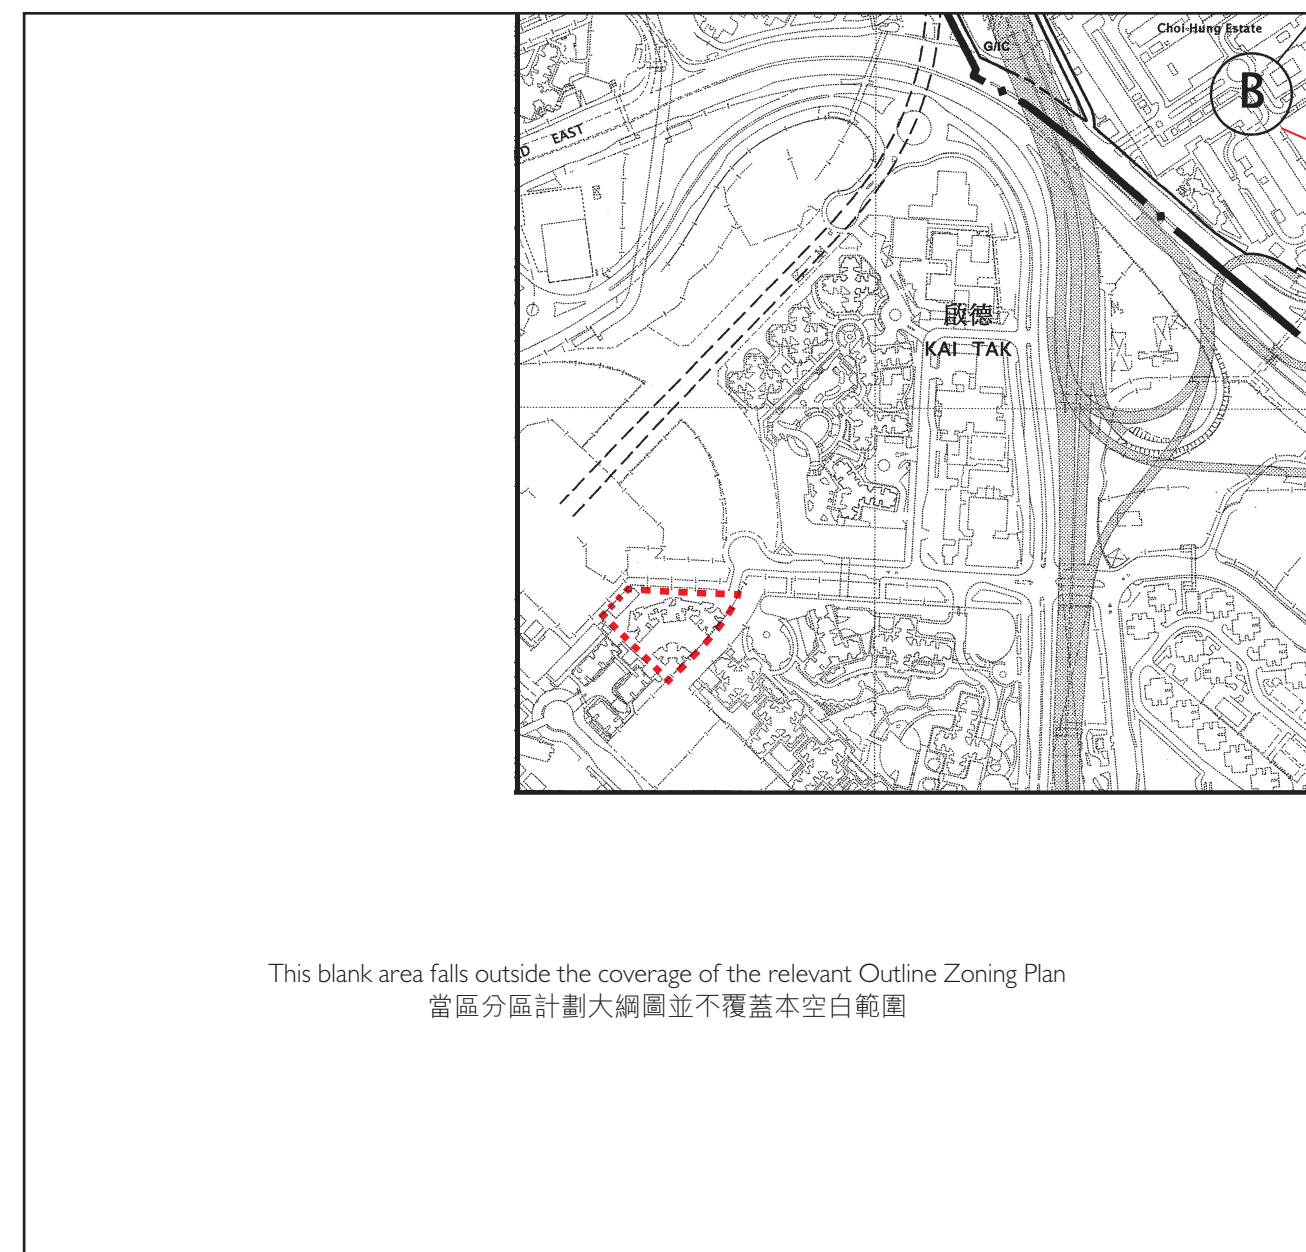 Choi Hung Estate
G/IC
B
D EAST
啟德
KAI TAK
This blank area falls outside the coverage of the relevant Outline Zoning Plan
當區分區計劃大綱圖並不覆蓋本空白範圍